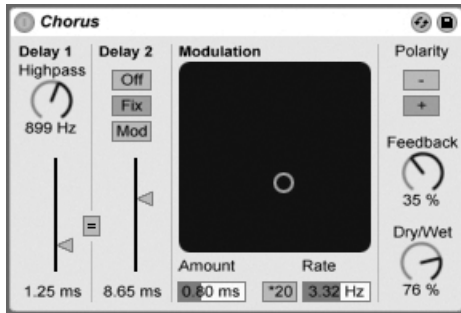 Chorus
Delay 1
Highpass
899 Hz
1.25 ms
Delay 2
Off
Fix
Mod
=
8.65 ms
Modulation
Amount
0.80 ms
*20
Rate
3.32 Hz
Polarity
-
+
Feedback
35 %
Dry/Wet
76 %